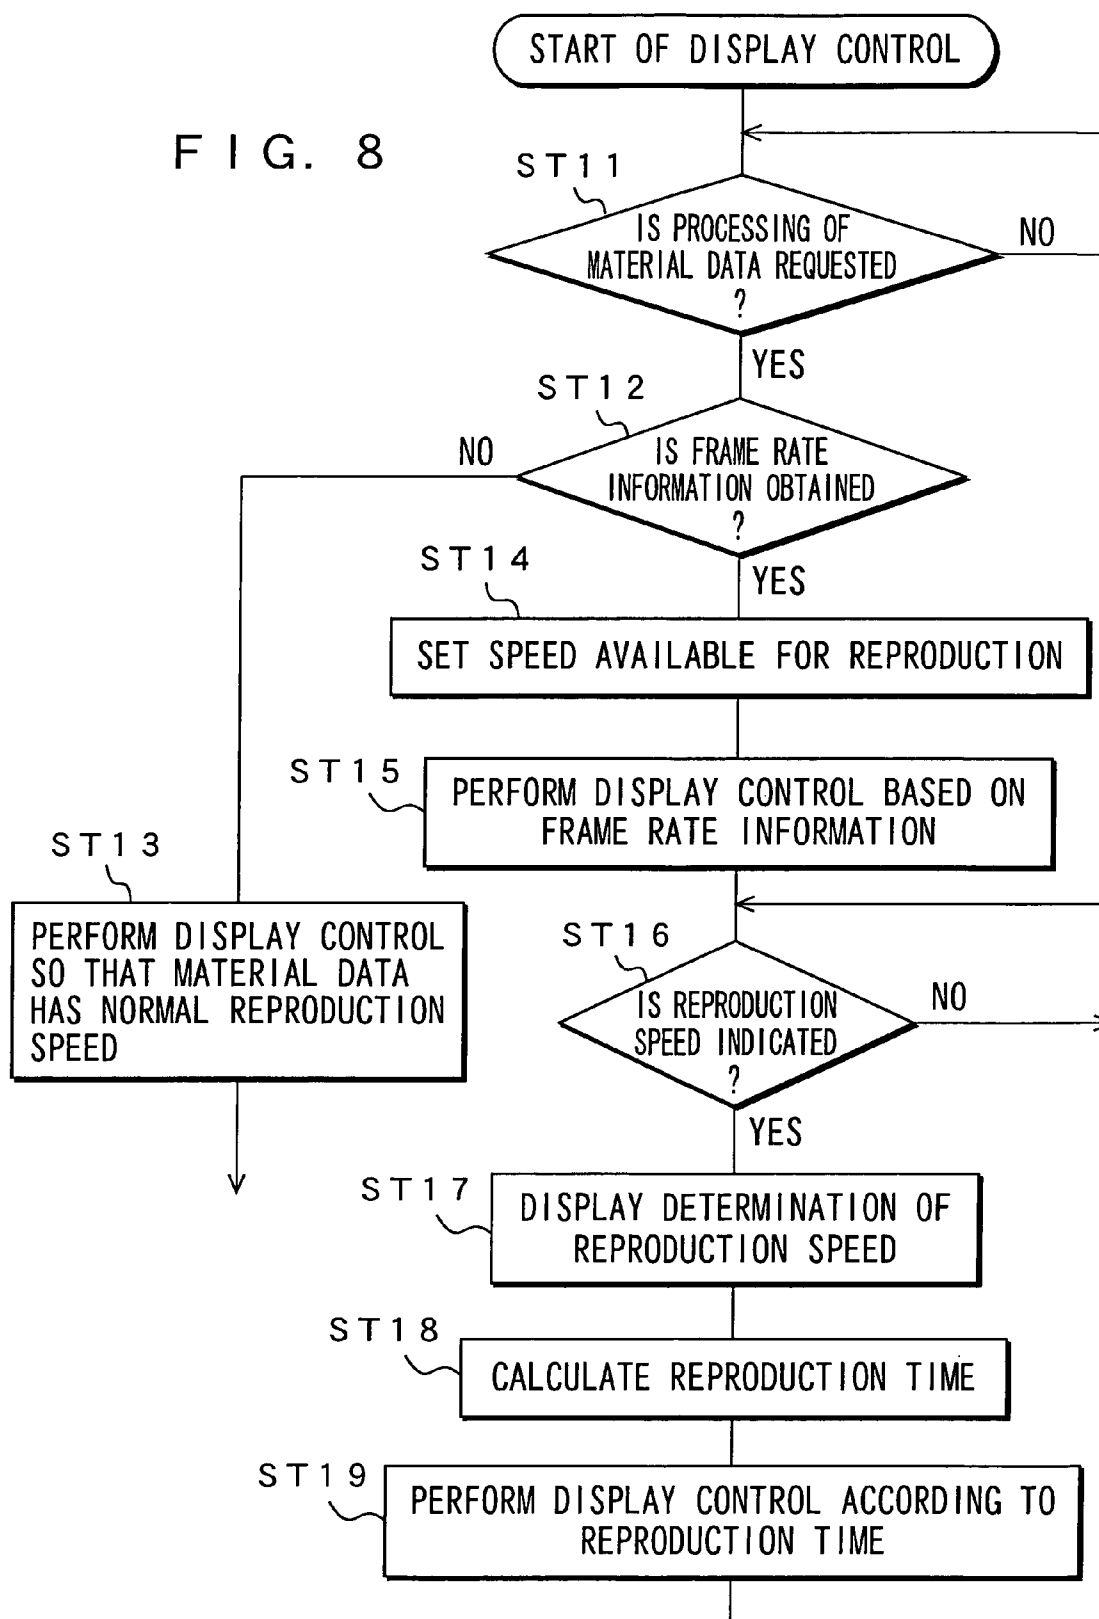 START OF DISPLAY CONTROL
FIG. 8
ST11
IS PROCESSING OF
MATERIAL DATA REQUESTED
?
NO
YES
ST12
IS FRAME RATE
INFORMATION OBTAINED
?
NO
YES
ST14
SET SPEED AVAILABLE FOR REPRODUCTION
ST15
PERFORM DISPLAY CONTROL BASED ON
FRAME RATE INFORMATION
ST13
PERFORM DISPLAY CONTROL
SO THAT MATERIAL DATA
HAS NORMAL REPRODUCTION
SPEED
ST16
IS REPRODUCTION
SPEED INDICATED
?
NO
YES
ST17
DISPLAY DETERMINATION OF
REPRODUCTION SPEED
ST18
CALCULATE REPRODUCTION TIME
ST19
PERFORM DISPLAY CONTROL ACCORDING TO
REPRODUCTION TIME